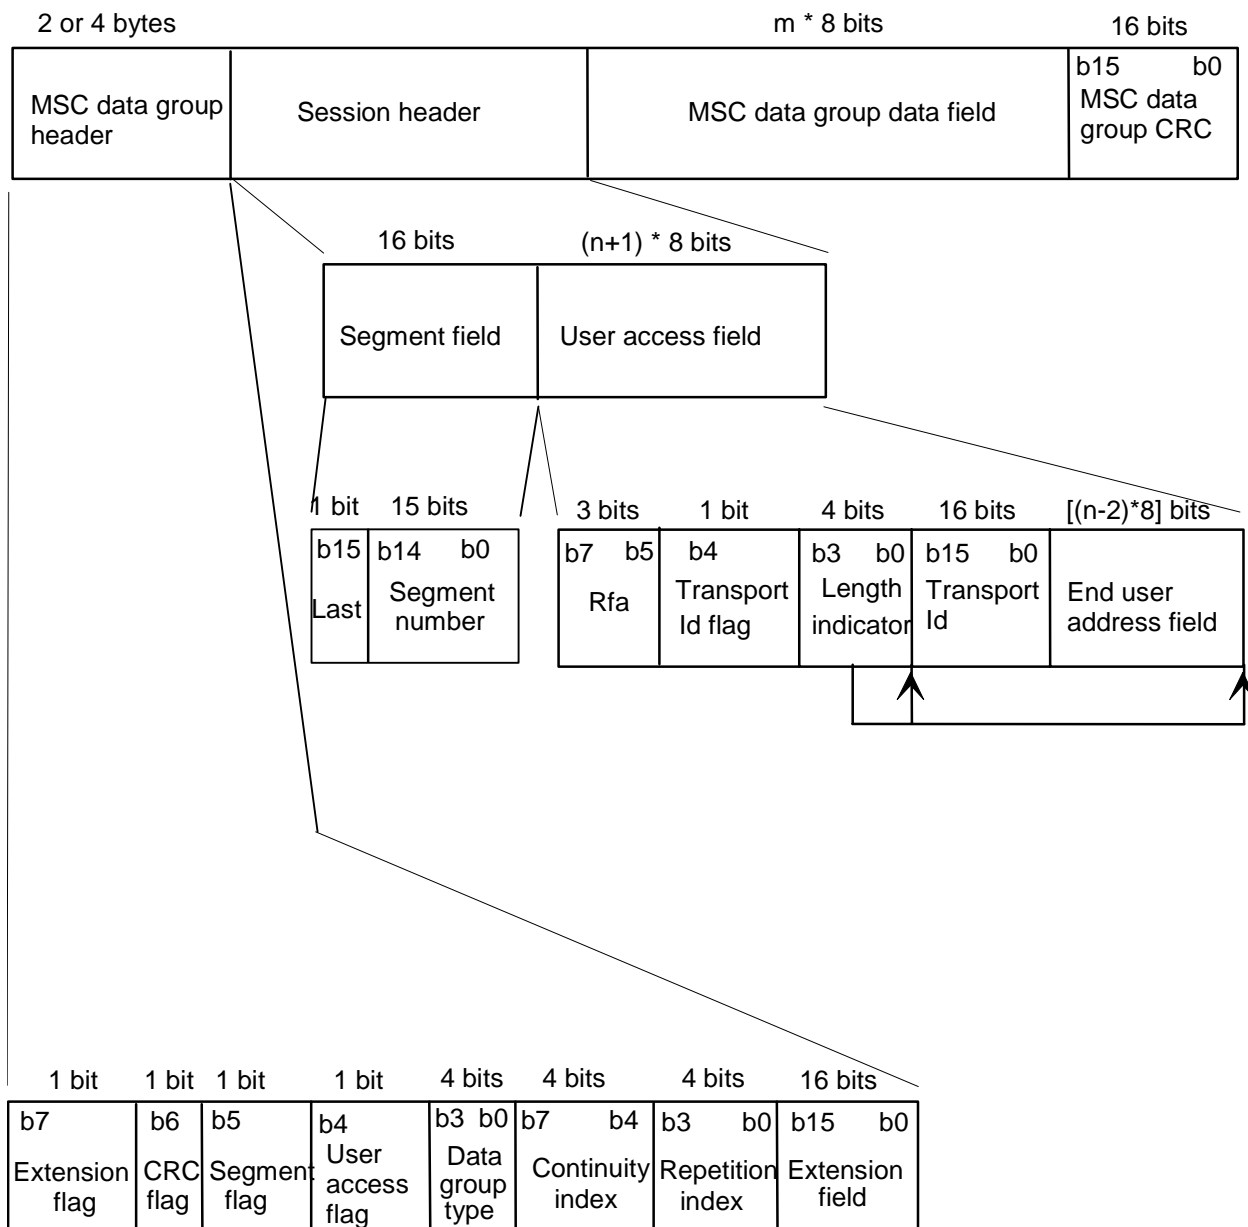 2 or 4 bytes
m * 8 bits
16 bits
MSC data group
header
Session header
MSC data group data field
b15 b0
MSC data
group CRC
16 bits
(n+1) * 8 bits
Segment field
User access field
1 bit
15 bits
b15
b14 b0
Last
Segment
number
3 bits
1 bit
4 bits
16 bits
[(n-2)*8] bits
b7 b5
b4
b3 b0
b15 b0
Rfa
Transport
Id flag
Length
indicator
Transport
Id
End user
address field
1 bit
1 bit
1 bit
1 bit
4 bits
4 bits
4 bits
16 bits
b7
b6
b5
b4
b3 b0
b7 b4
b3 b0
b15 b0
Extension
flag
CRC
flag
Segment
flag
User
access
flag
Data
group
type
Continuity
index
Repetition
index
Extension
field